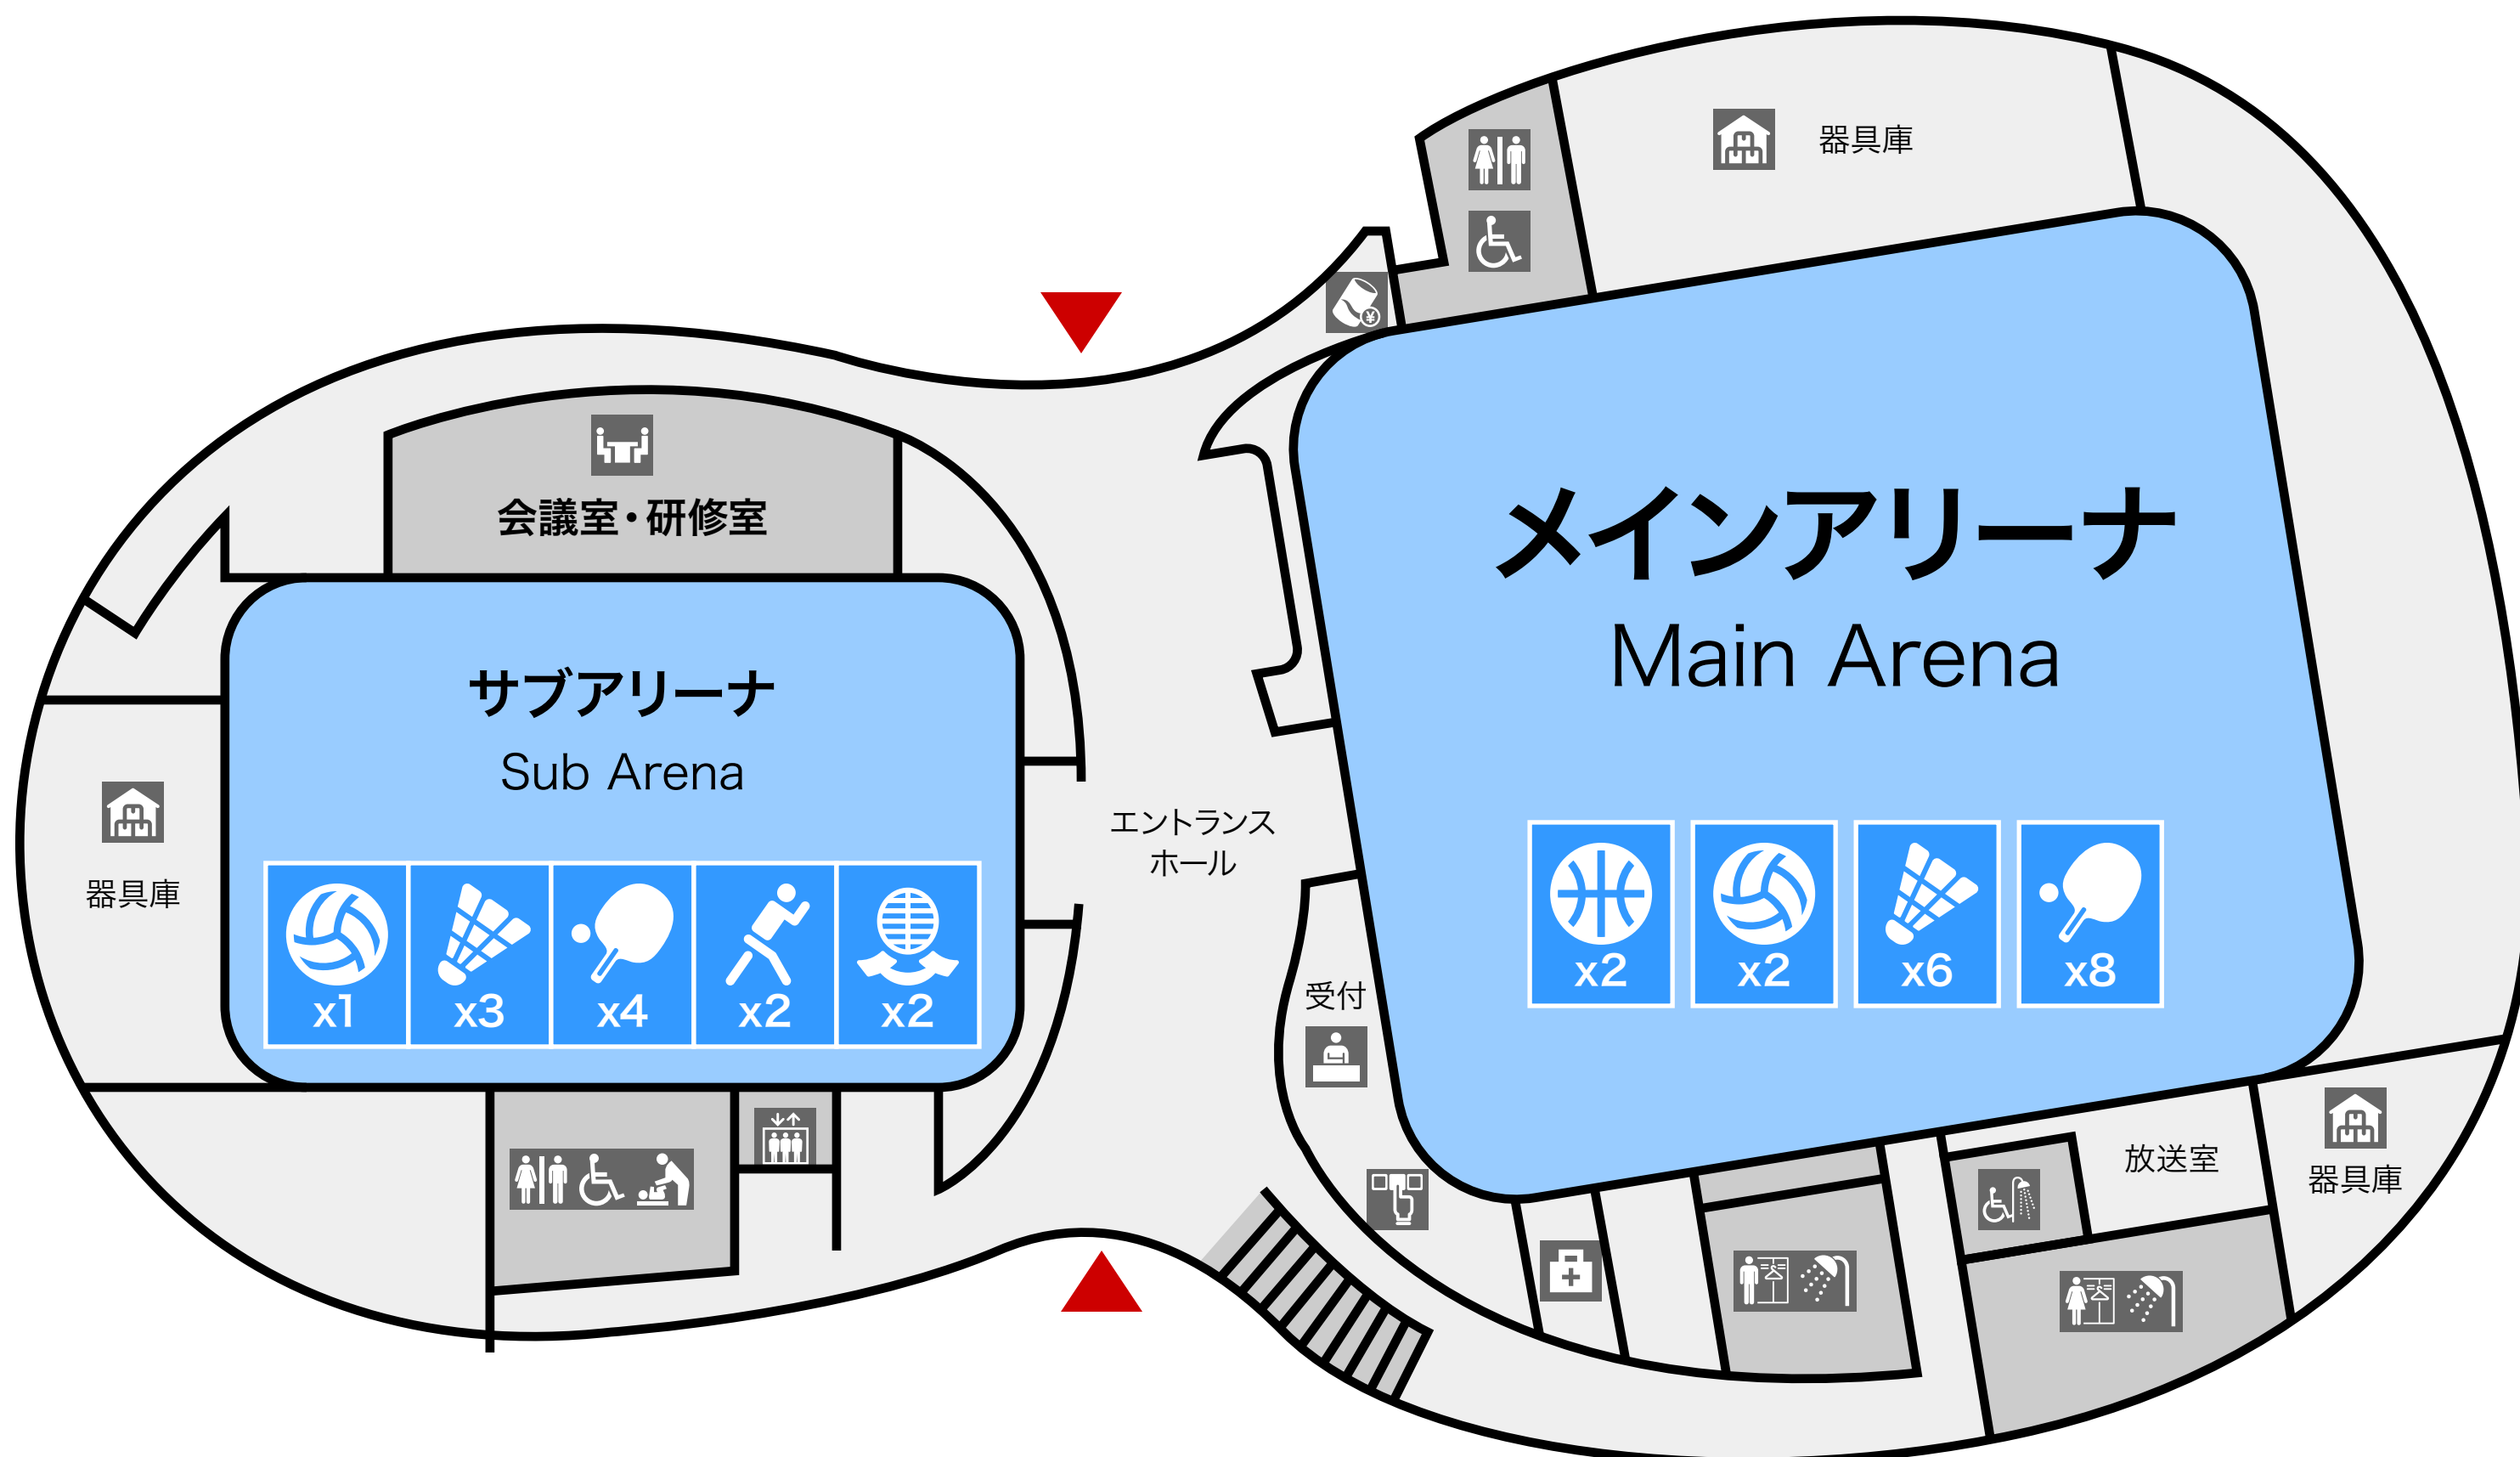 器具庫
会議室・研修室
サブアリーナ
Sub Arena
器具庫
x1
x3
x4
x2
x2
エントランス
ホール
メインアリーナ
Main Arena
x2
x2
x6
x8
受付
¥
放送室
器具庫